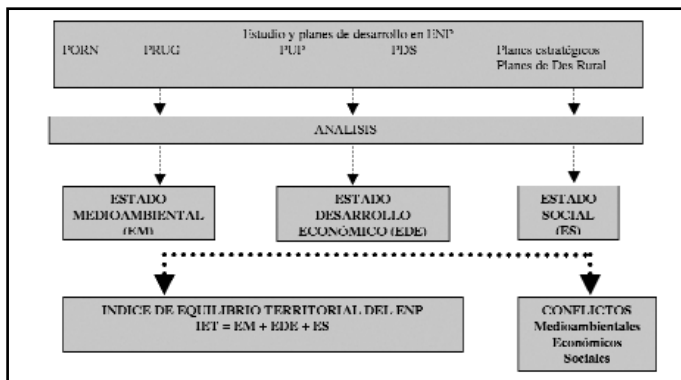 Estudio y planes de desarrollo en ENP
PORN PRUG PUP PDS Planes estratégicos
Planes de Des Rural
ANALISIS
ESTADO
MEDIOAMBIENTAL
(EM)
ESTADO
DESARROLLO
ECONÓMICO (EDE)
ESTADO
SOCIAL
(ES)
INDICE DE EQUILIBRIO TERRITORIAL DEL ENP
IET = EM + EDE + ES
CONFLICTOS
Medioambientales
Económicos
Sociales